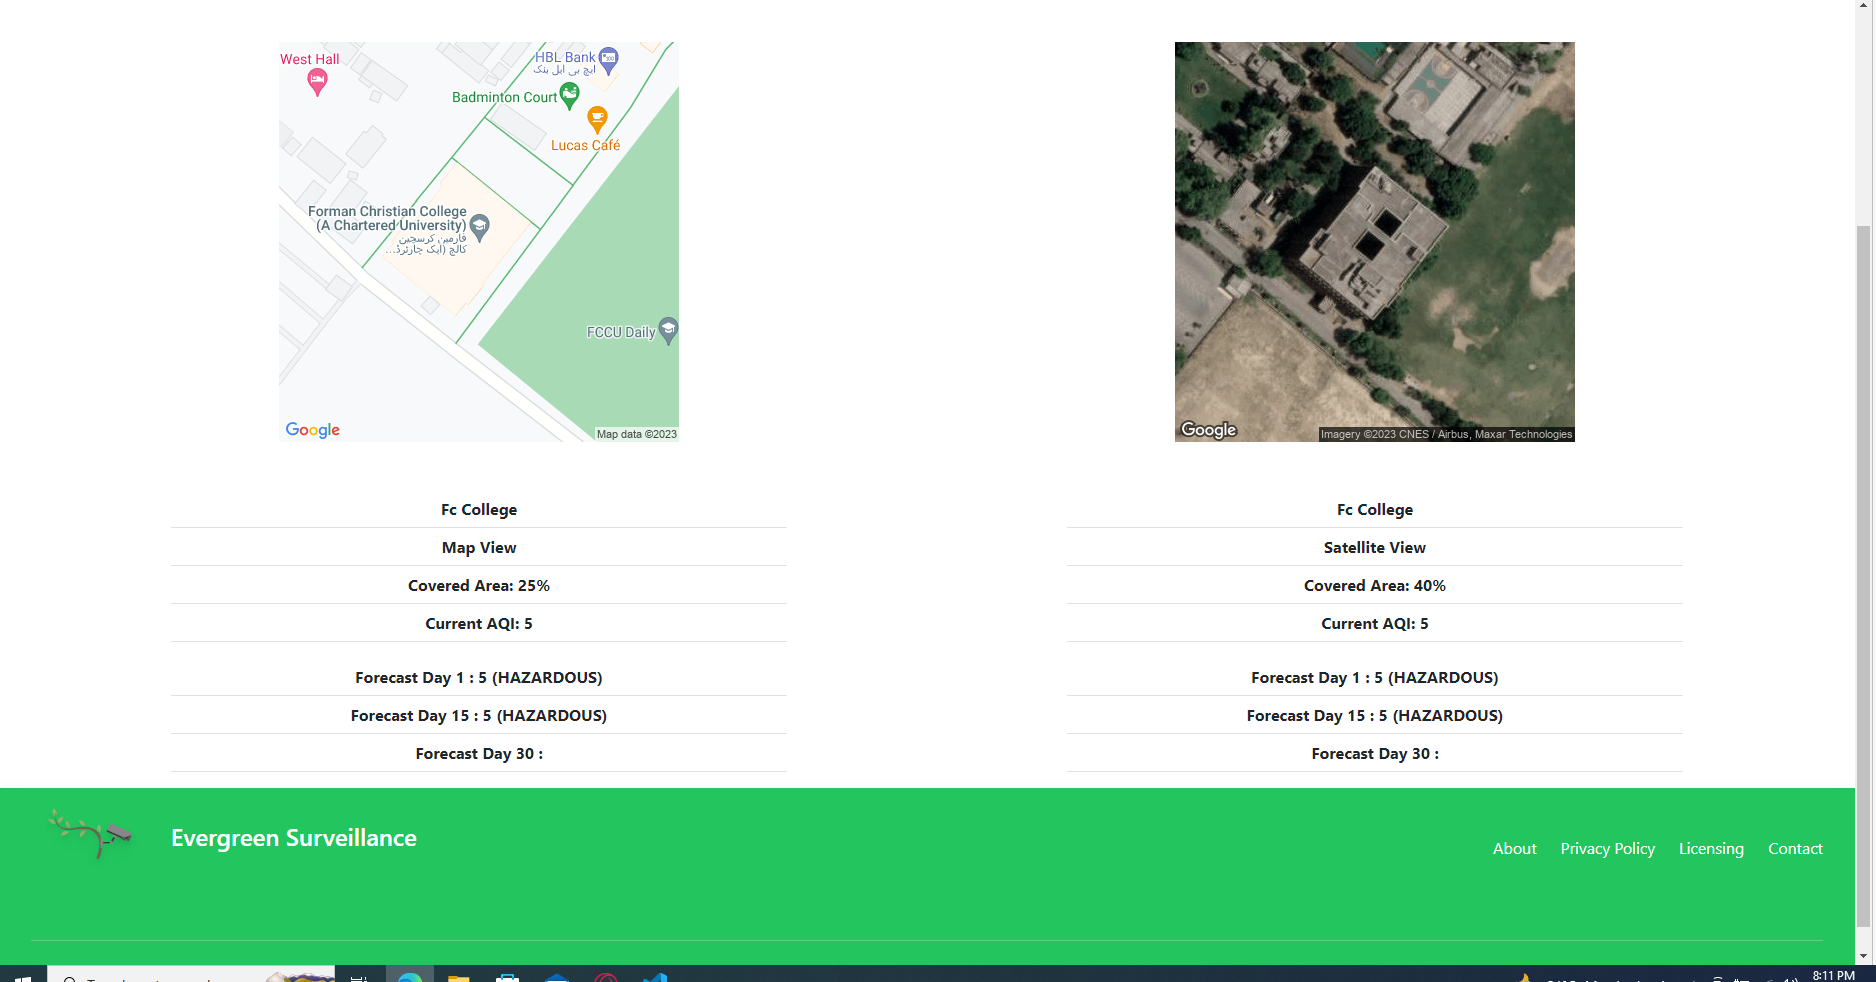 West Hall
HBL Bank
ایچ بی ایل بینک
Badminton Court
Lucas Café
Forman Christian College
(A Chartered University)
فارمین کرسچین
کالج (ایک چارٹرڈ...
FCCU Daily
Google
Map data ©2023
Google
Imagery ©2023 CNES / Airbus, Maxar Technologies
Fc College
Map View
Covered Area: 25%
Current AQI: 5
Forecast Day 1 : 5 (HAZARDOUS)
Forecast Day 15 : 5 (HAZARDOUS)
Forecast Day 30 :
Fc College
Satellite View
Covered Area: 40%
Current AQI: 5
Forecast Day 1 : 5 (HAZARDOUS)
Forecast Day 15 : 5 (HAZARDOUS)
Forecast Day 30 :
Evergreen Surveillance
About
Privacy Policy
Licensing
Contact
8:11 PM